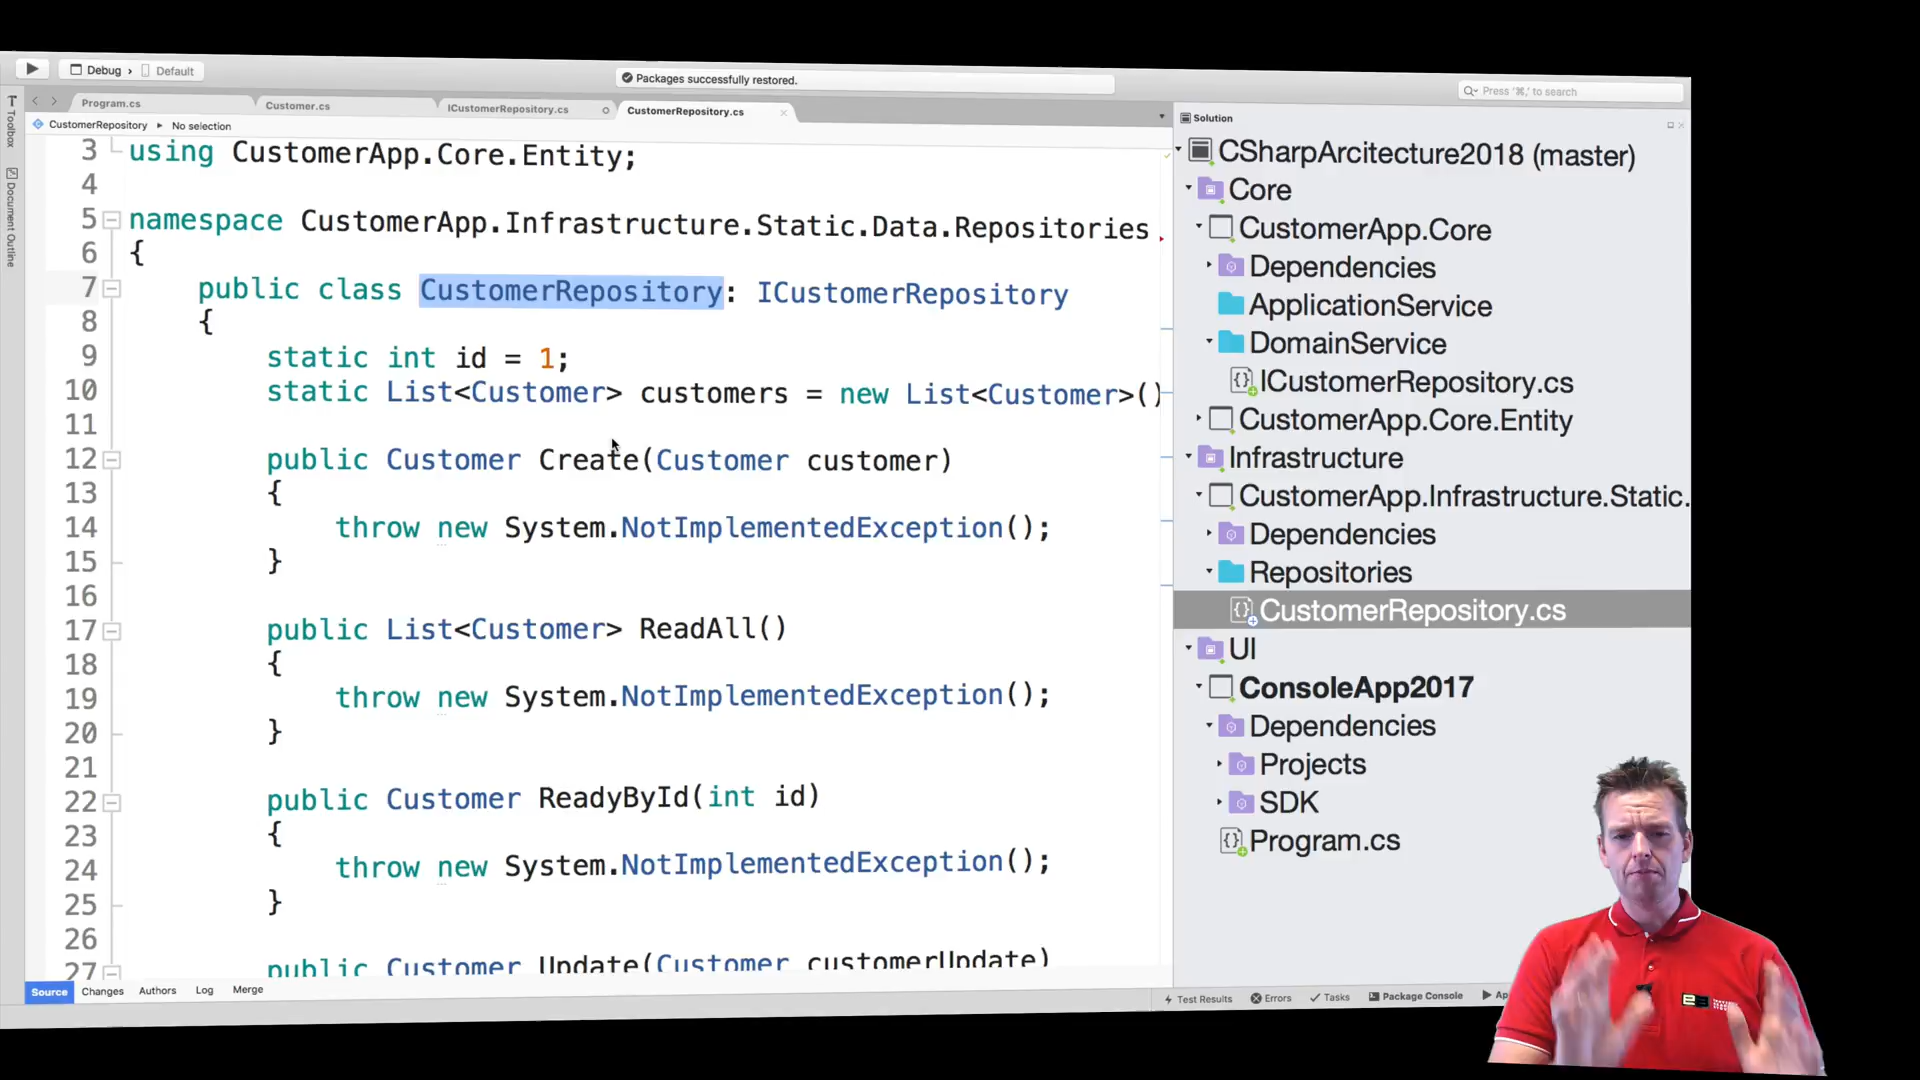 Debug › Default
Packages successfully restored.
Press '⌘,' to search
Program.cs
Customer.cs
ICustomerRepository.cs
CustomerRepository.cs
CustomerRepository ▸ No selection
Toolbox
Document Outline
3 using CustomerApp.Core.Entity;
4
5 namespace CustomerApp.Infrastructure.Static.Data.Repositories
6 {
7 public class CustomerRepository: ICustomerRepository
8 {
9 static int id = 1;
10 static List<Customer> customers = new List<Customer>()
11
12 public Customer Create(Customer customer)
13 {
14 throw new System.NotImplementedException();
15 }
16
17 public List<Customer> ReadAll()
18 {
19 throw new System.NotImplementedException();
20 }
21
22 public Customer ReadyById(int id)
23 {
24 throw new System.NotImplementedException();
25 }
26
27 public Customer Update(Customer customerUpdate)
Source Changes Authors Log Merge
Solution
CSharpArcitecture2018 (master)
Core
CustomerApp.Core
Dependencies
ApplicationService
DomainService
ICustomerRepository.cs
CustomerApp.Core.Entity
Infrastructure
CustomerApp.Infrastructure.Static.
Dependencies
Repositories
CustomerRepository.cs
UI
ConsoleApp2017
Dependencies
Projects
SDK
Program.cs
Test Results Errors Tasks Package Console